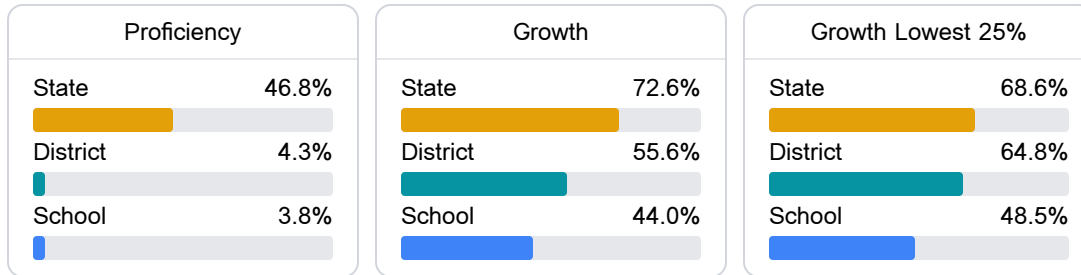 Proficiency
State 46.8%
District 4.3%
School 3.8%
Growth
State 72.6%
District 55.6%
School 44.0%
Growth Lowest 25%
State 68.6%
District 64.8%
School 48.5%